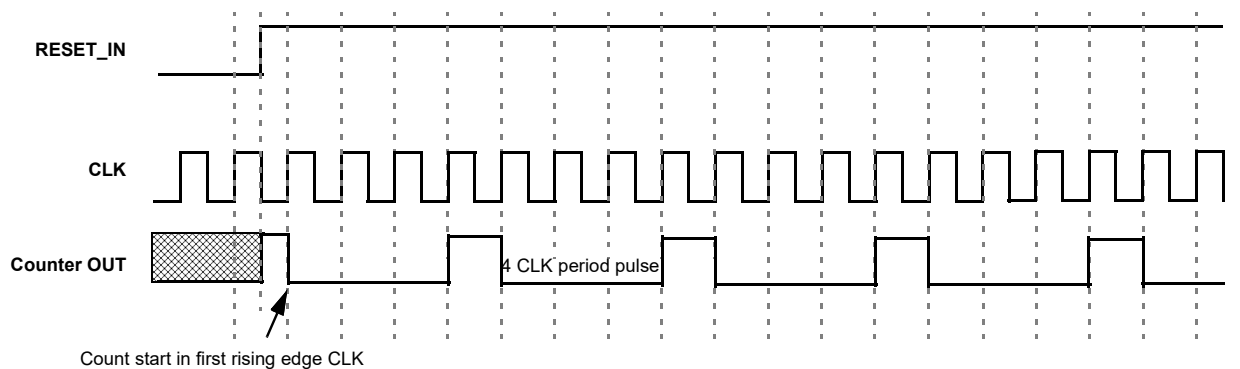 RESET_IN
CLK
Counter OUT
4 CLK period pulse
Count start in first rising edge CLK